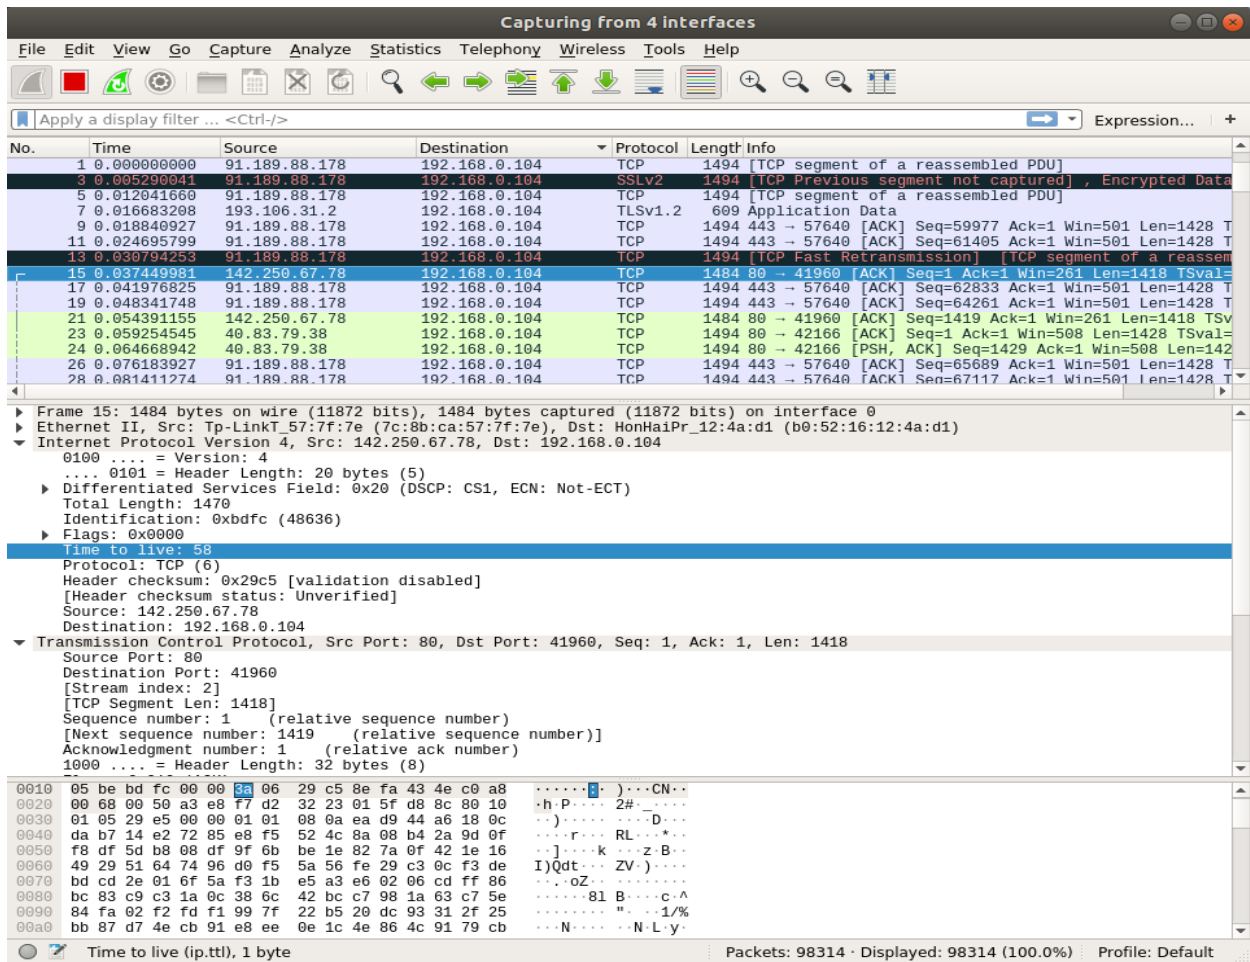 Capturing from 4 interfaces
File Edit View Go Capture Analyze Statistics Telephony Wireless Tools Help
Apply a display filter ... <Ctrl-/> Expression... +
No. Time Source Destination Protocol Length Info
1 0.000000000 91.189.88.178 192.168.0.104 TCP 1494 [TCP segment of a reassembled PDU]
3 0.005290041 91.189.88.178 192.168.0.104 SSLv2 1494 [TCP Previous segment not captured] , Encrypted Data
5 0.012041660 91.189.88.178 192.168.0.104 TCP 1494 [TCP segment of a reassembled PDU]
7 0.016683208 193.106.31.2 192.168.0.104 TLSv1.2 609 Application Data
9 0.018840927 91.189.88.178 192.168.0.104 TCP 1494 443 → 57640 [ACK] Seq=59977 Ack=1 Win=501 Len=1428 T
11 0.024695799 91.189.88.178 192.168.0.104 TCP 1494 443 → 57640 [ACK] Seq=61405 Ack=1 Win=501 Len=1428 T
13 0.030794253 91.189.88.178 192.168.0.104 TCP 1494 [TCP Fast Retransmission] [TCP segment of a reassem
15 0.037449981 142.250.67.78 192.168.0.104 TCP 1484 80 → 41960 [ACK] Seq=1 Ack=1 Win=261 Len=1418 TSval=
17 0.041976825 91.189.88.178 192.168.0.104 TCP 1494 443 → 57640 [ACK] Seq=62833 Ack=1 Win=501 Len=1428 T
19 0.048341748 91.189.88.178 192.168.0.104 TCP 1494 443 → 57640 [ACK] Seq=64261 Ack=1 Win=501 Len=1428 T
21 0.054391155 142.250.67.78 192.168.0.104 TCP 1484 80 → 41960 [ACK] Seq=1419 Ack=1 Win=261 Len=1418 TSv
23 0.059254545 40.83.79.38 192.168.0.104 TCP 1494 80 → 42166 [ACK] Seq=1 Ack=1 Win=508 Len=1428 TSval=
24 0.064668942 40.83.79.38 192.168.0.104 TCP 1494 80 → 42166 [PSH, ACK] Seq=1429 Ack=1 Win=508 Len=142
26 0.076183927 91.189.88.178 192.168.0.104 TCP 1494 443 → 57640 [ACK] Seq=65689 Ack=1 Win=501 Len=1428 T
28 0.081411274 91.189.88.178 192.168.0.104 TCP 1494 443 → 57640 [ACK] Seq=67117 Ack=1 Win=501 Len=1428 T
Frame 15: 1484 bytes on wire (11872 bits), 1484 bytes captured (11872 bits) on interface 0
Ethernet II, Src: Tp-LinkT_57:7f:7e (7c:8b:ca:57:7f:7e), Dst: HonHaiPr_12:4a:d1 (b0:52:16:12:4a:d1)
Internet Protocol Version 4, Src: 142.250.67.78, Dst: 192.168.0.104
0100 .... = Version: 4
.... 0101 = Header Length: 20 bytes (5)
Differentiated Services Field: 0x20 (DSCP: CS1, ECN: Not-ECT)
Total Length: 1470
Identification: 0xbdfc (48636)
Flags: 0x0000
Time to live: 58
Protocol: TCP (6)
Header checksum: 0x29c5 [validation disabled]
[Header checksum status: Unverified]
Source: 142.250.67.78
Destination: 192.168.0.104
Transmission Control Protocol, Src Port: 80, Dst Port: 41960, Seq: 1, Ack: 1, Len: 1418
Source Port: 80
Destination Port: 41960
[Stream index: 2]
[TCP Segment Len: 1418]
Sequence number: 1 (relative sequence number)
[Next sequence number: 1419 (relative sequence number)]
Acknowledgment number: 1 (relative ack number)
1000 .... = Header Length: 32 bytes (8)
0010 05 be bd fc 00 00 3a 06 29 c5 8e fa 43 4e c0 a8 ······:· )···CN··
0020 00 68 00 50 a3 e8 f7 d2 32 23 01 5f d8 8c 80 10 ·h·P···· 2#·_····
0030 01 05 29 e5 00 00 01 01 08 0a ea d9 44 a6 18 0c ··)····· ····D···
0040 da b7 14 e2 72 85 e8 f5 52 4c 8a 08 b4 2a 9d 0f ····r··· RL···*··
0050 f8 df 5d b8 08 df 9f 6b be 1e 82 7a 0f 42 1e 16 ··]····k ···z·B··
0060 49 29 51 64 74 96 d0 f5 5a 56 fe 29 c3 0c f3 de I)Qdt··· ZV·)····
0070 bd cd 2e 01 6f 5a f3 1b e5 a3 e6 02 06 cd ff 86 ··.·oZ·· ········
0080 bc 83 c9 c3 1a 0c 38 6c 42 bc c7 98 1a 63 c7 5e ······8l B····c·^
0090 84 fa 02 f2 fd f1 99 7f 22 b5 20 dc 93 31 2f 25 ········ "· ··1/%
00a0 bb 87 d7 4e cb 91 e8 ee 0e 1c 4e 86 4c 91 79 cb ···N···· ··N·L·y·
Time to live (ip.ttl), 1 byte Packets: 98314 · Displayed: 98314 (100.0%) Profile: Default